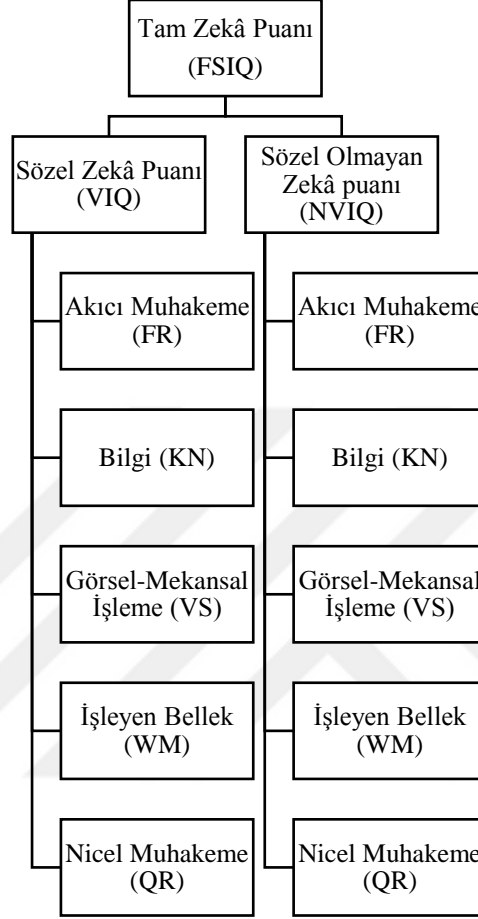 Tam Zekâ Puanı
(FSIQ)
Sözel Zekâ Puanı
(VIQ)
Sözel Olmayan
Zekâ puanı
(NVIQ)
Akıcı Muhakeme
(FR)
Akıcı Muhakeme
(FR)
Bilgi (KN)
Bilgi (KN)
Görsel-Mekansal
İşleme (VS)
Görsel-Mekansal
İşleme (VS)
İşleyen Bellek
(WM)
İşleyen Bellek
(WM)
Nicel Muhakeme
(QR)
Nicel Muhakeme
(QR)